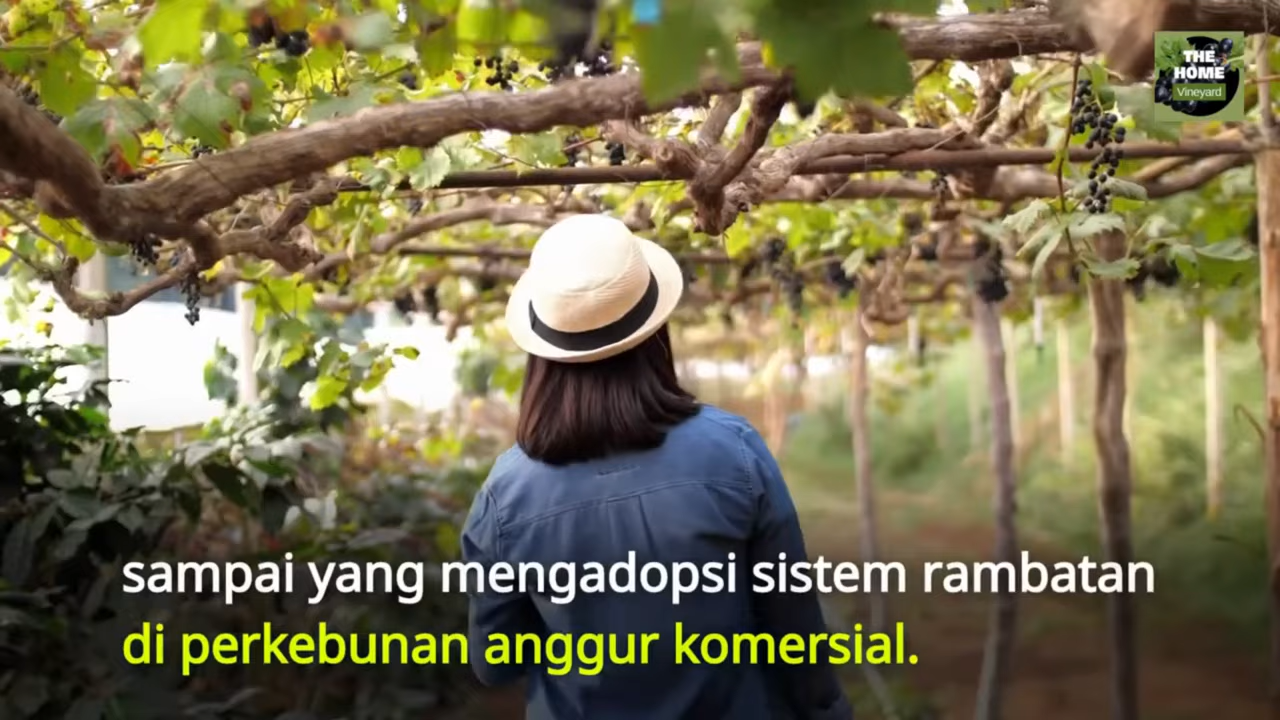 THE
HOME
Vineyard
sampai yang mengadopsi sistem rambatan
di perkebunan anggur komersial.